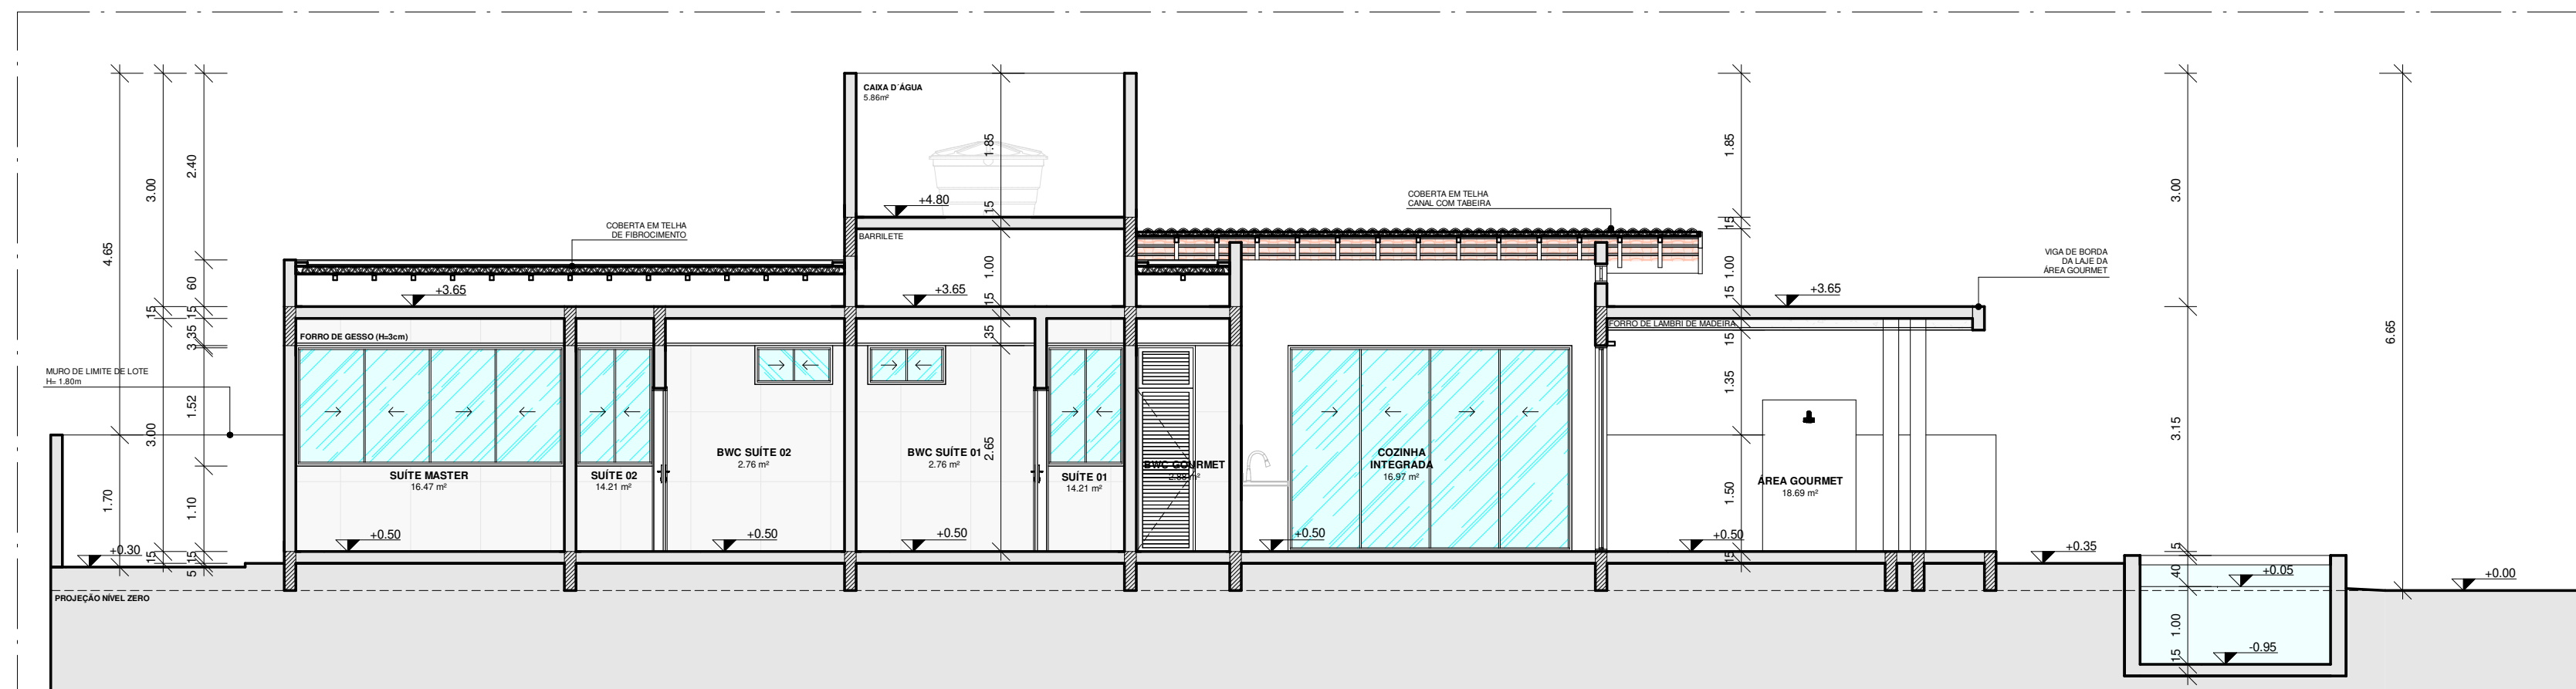 CAIXA D´ÁGUA
5.86m²
1.85
1.85
2.40
3.00
3.00
COBERTA EM TELHA
CANAL COM TABEIRA
+4.80
15
15
COBERTA EM TELHA
DE FIBROCIMENTO
BARRILETE
4.65
VIGA DE BORDA
DA LAJE DA
ÁREA GOURMET
1.00
1.00
60
+3.65
+3.65
+3.65
15
15
15
15
FORRO DE LAMBRI DE MADEIRA
FORRO DE GESSO (H=3cm)
35
3
35
15
6.65
MURO DE LIMITE DE LOTE
H= 1.80m
1.35
1.52
3.00
3.15
2.65
BWC SUÍTE 02
2.76 m²
BWC SUÍTE 01
2.76 m²
COZINHA
INTEGRADA
16.97 m²
BWC GOURMET
2.88 m²
SUÍTE MASTER
16.47 m²
SUÍTE 02
14.21 m²
SUÍTE 01
14.21 m²
ÁREA GOURMET
18.69 m²
1.70
1.10
1.50
+0.50
+0.50
+0.50
+0.50
+0.50
+0.30
+0.35
15
15
5
15
5
40
+0.05
+0.00
PROJEÇÃO NÍVEL ZERO
1.00
-0.95
15